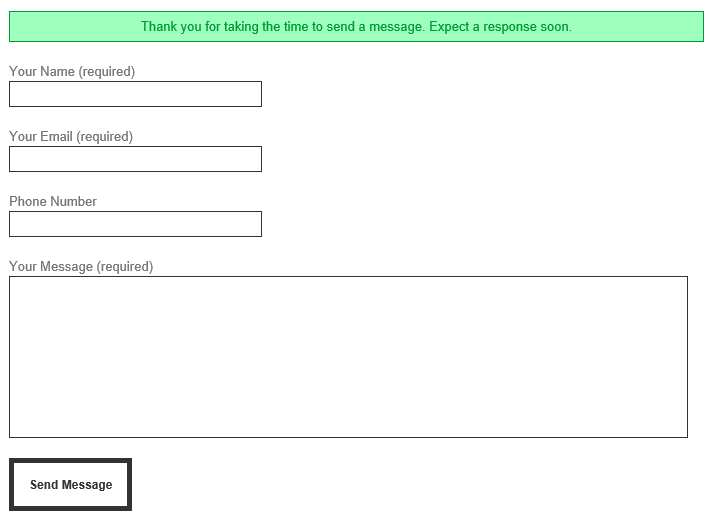 Thank you for taking the time to send a message. Expect a response soon.
Your Name (required)
Your Email (required)
Phone Number
Your Message (required)
Send Message